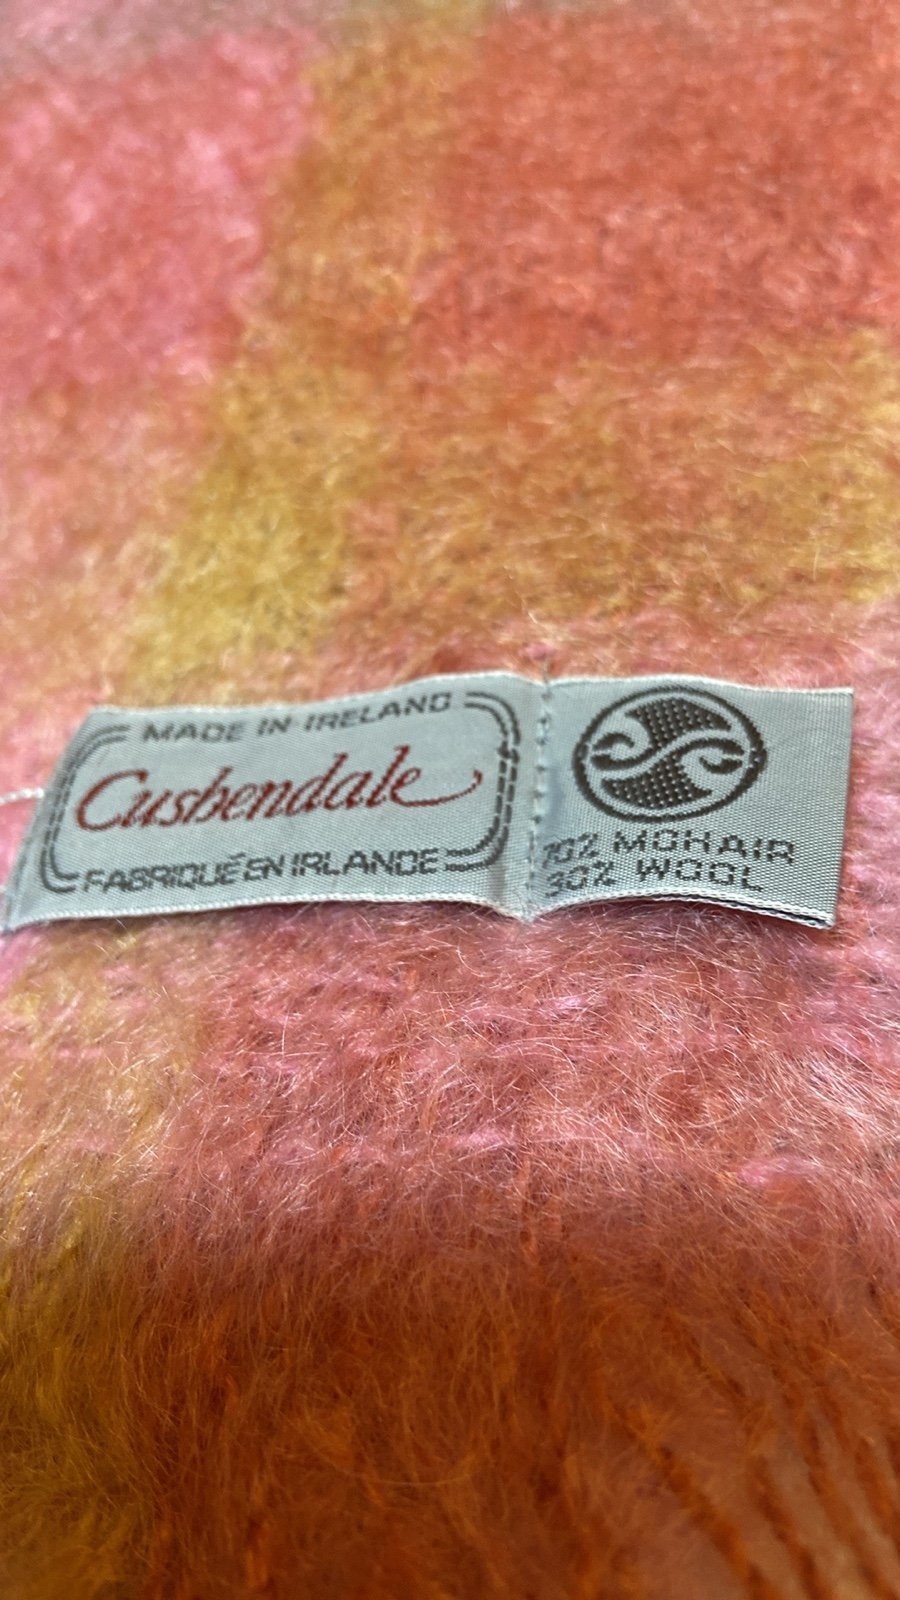 MADE IN IRELAND
Cushendale
FABRIQUÉ EN IRLANDE
70% MOHAIR
30% WOOL